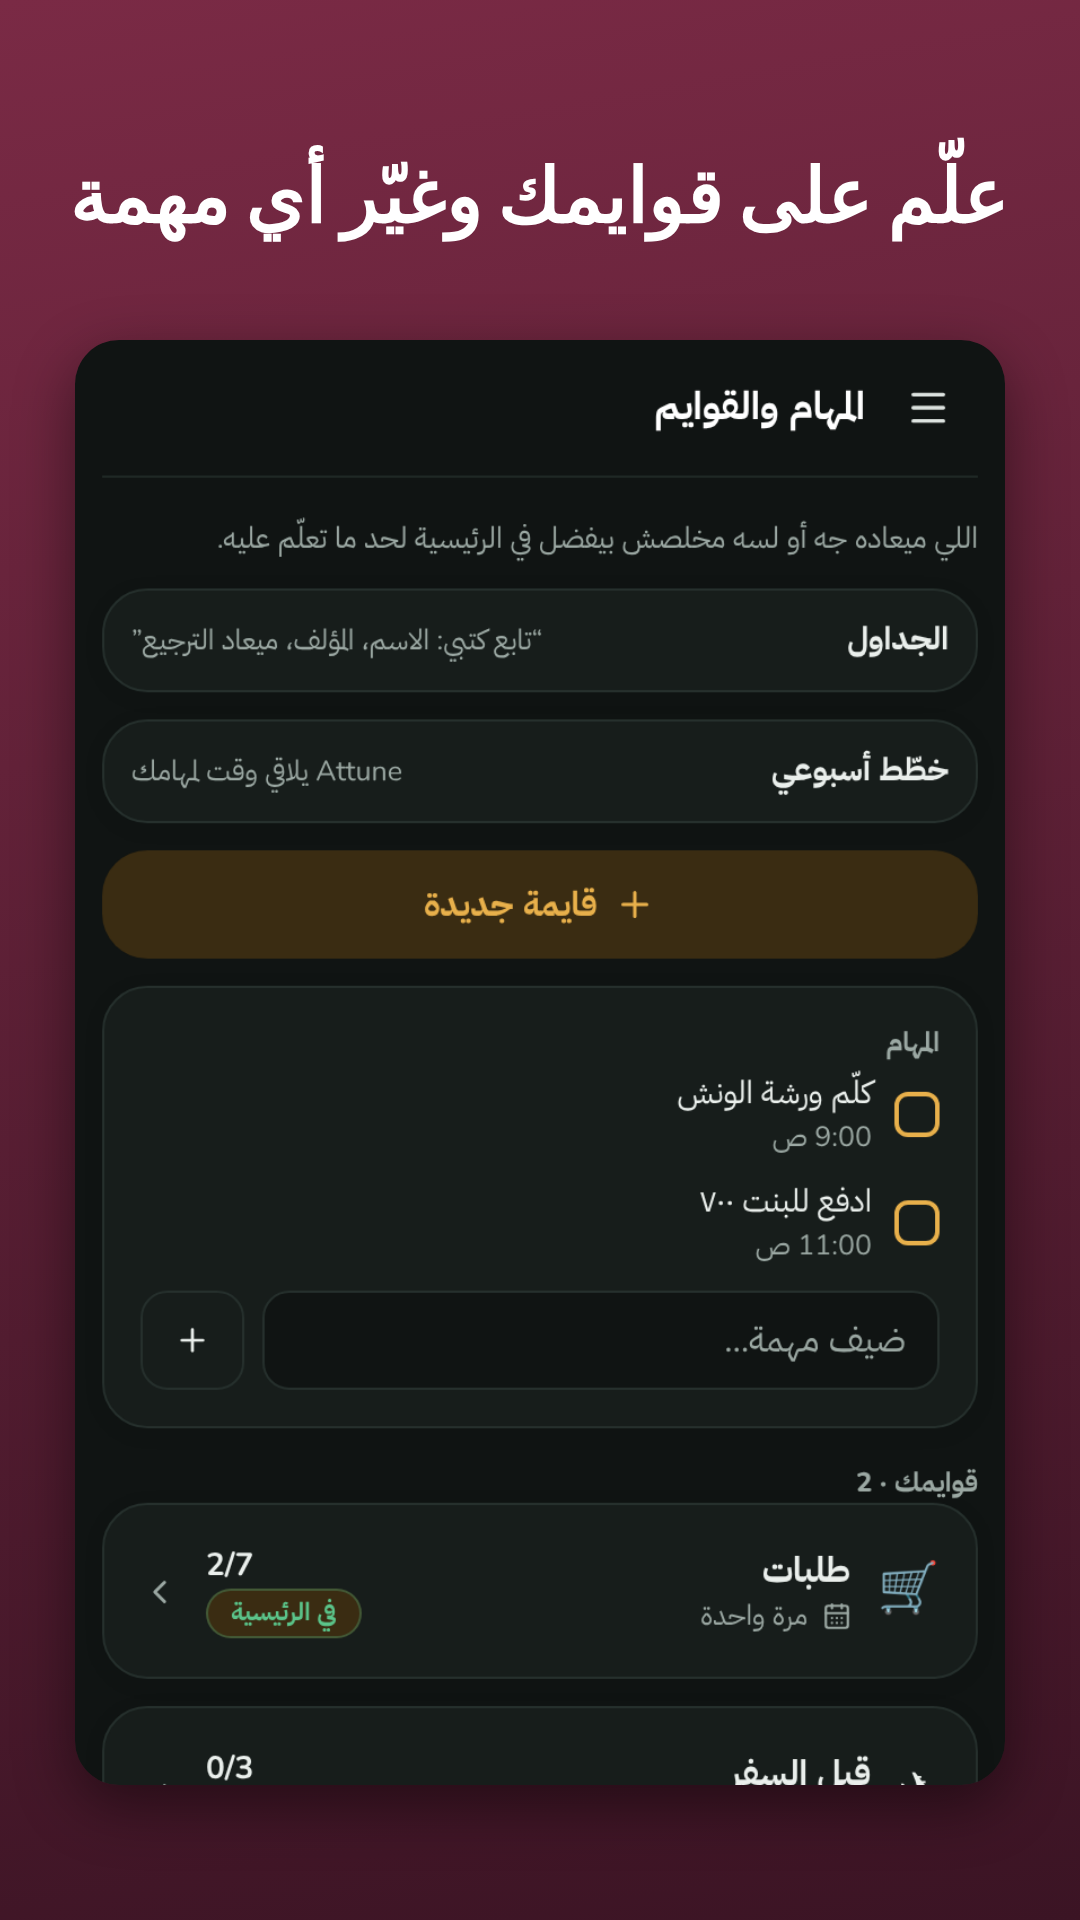 علّم على قوايمك وغيّر أي مهمة
المهام والقوايم
اللي ميعاده جه أو لسه مخلصش بيفضل في الرئيسية لحد ما تعلّم عليه.
الجداول
“تابع كتبي: الاسم، المؤلف، ميعاد الترجيع”
خطّط أسبوعي
Attune يلاقي وقت لمهامك
+ قايمة جديدة
المهام
كلّم ورشة الونش
9:00 ص
ادفع للبنت ٧٠٠
11:00 ص
ضيف مهمة...
+
قوايمك · 2
طلبات
2/7
مرة واحدة
في الرئيسية
قبل السفر
0/3